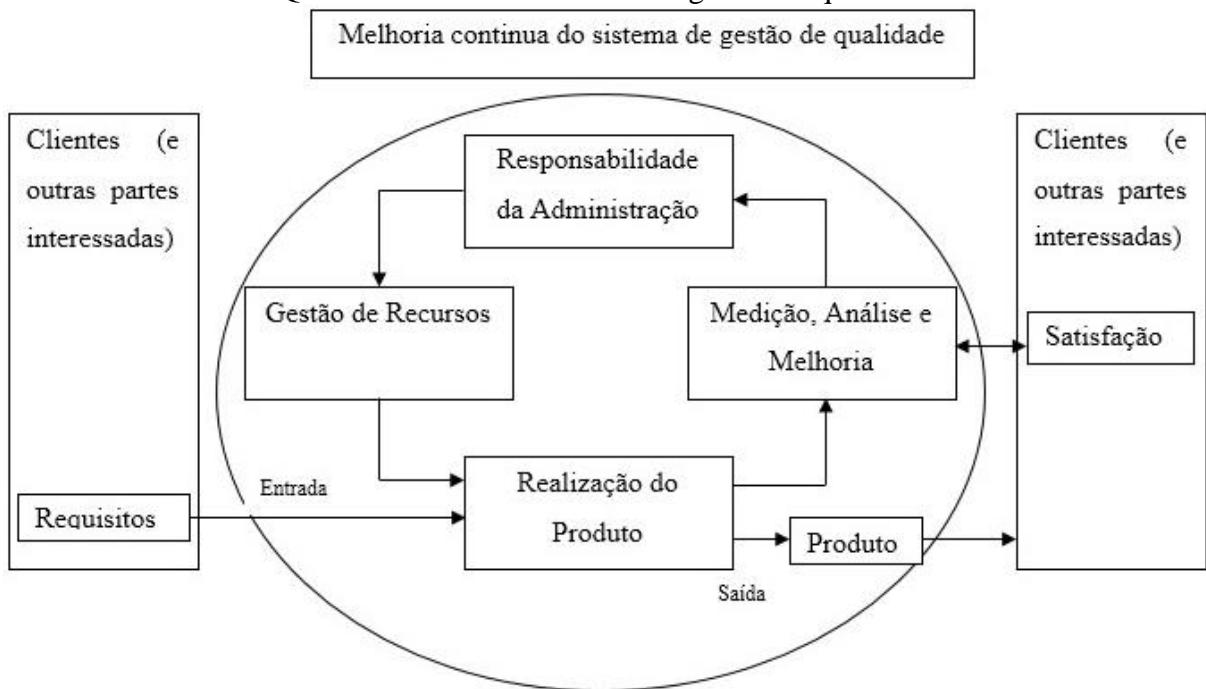 Melhoria continua do sistema de gestão de qualidade
Clientes (e
outras partes
interessadas)
Requisitos
Entrada
Responsabilidade
da Administração
Gestão de Recursos
Medição, Análise e
Melhoria
Realização do
Produto
Saída
Produto
Clientes (e
outras partes
interessadas)
Satisfação